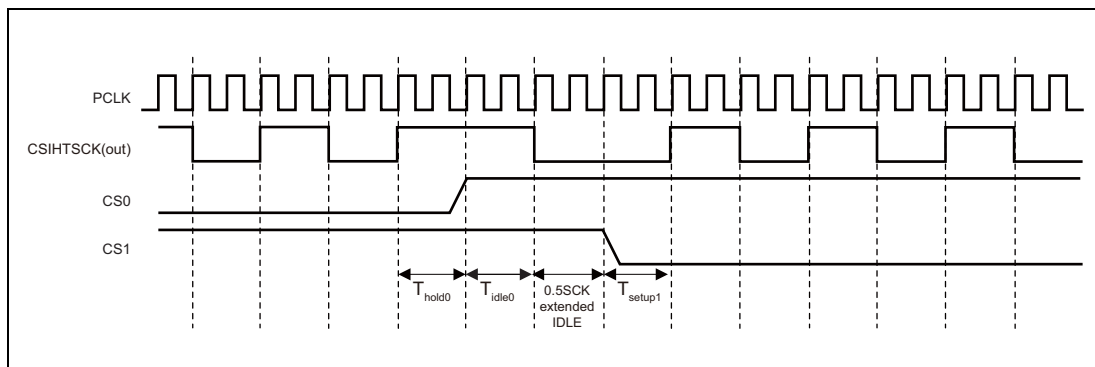 PCLK
CSIHTSCK(out)
CS0
CS1
Thold0
Tidle0
0.5SCK
extended
IDLE
Tsetup1